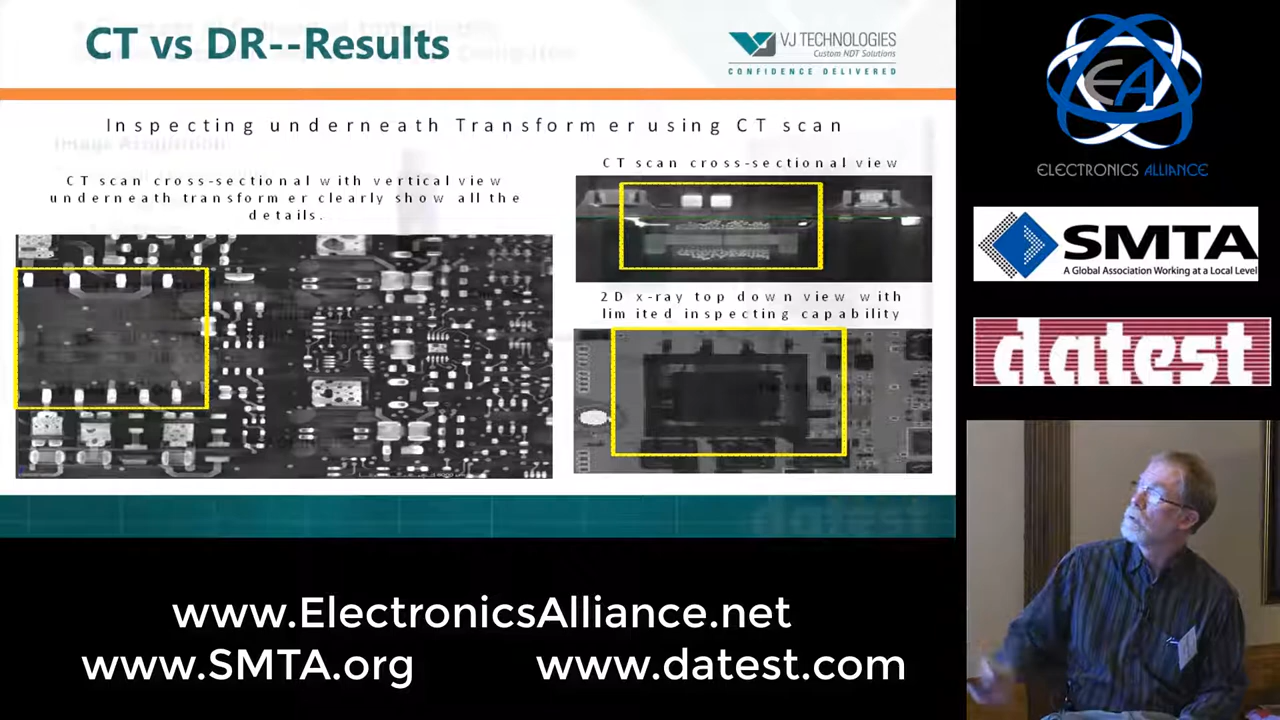 CT vs DR--Results
VJ TECHNOLOGIES
Custom NDT Solutions
CONFIDENCE DELIVERED
Inspecting underneath Transformer using CT scan
CT scan cross-sectional with vertical view
underneath transformer clearly show all the
details.
CT scan cross-sectional view
2D x-ray top down view with
limited inspecting capability
EA
ELECTRONICS ALLIANCE
SMTA
A Global Association Working at a Local Level
datest
datest
www.ElectronicsAlliance.net
www.SMTA.org
www.datest.com